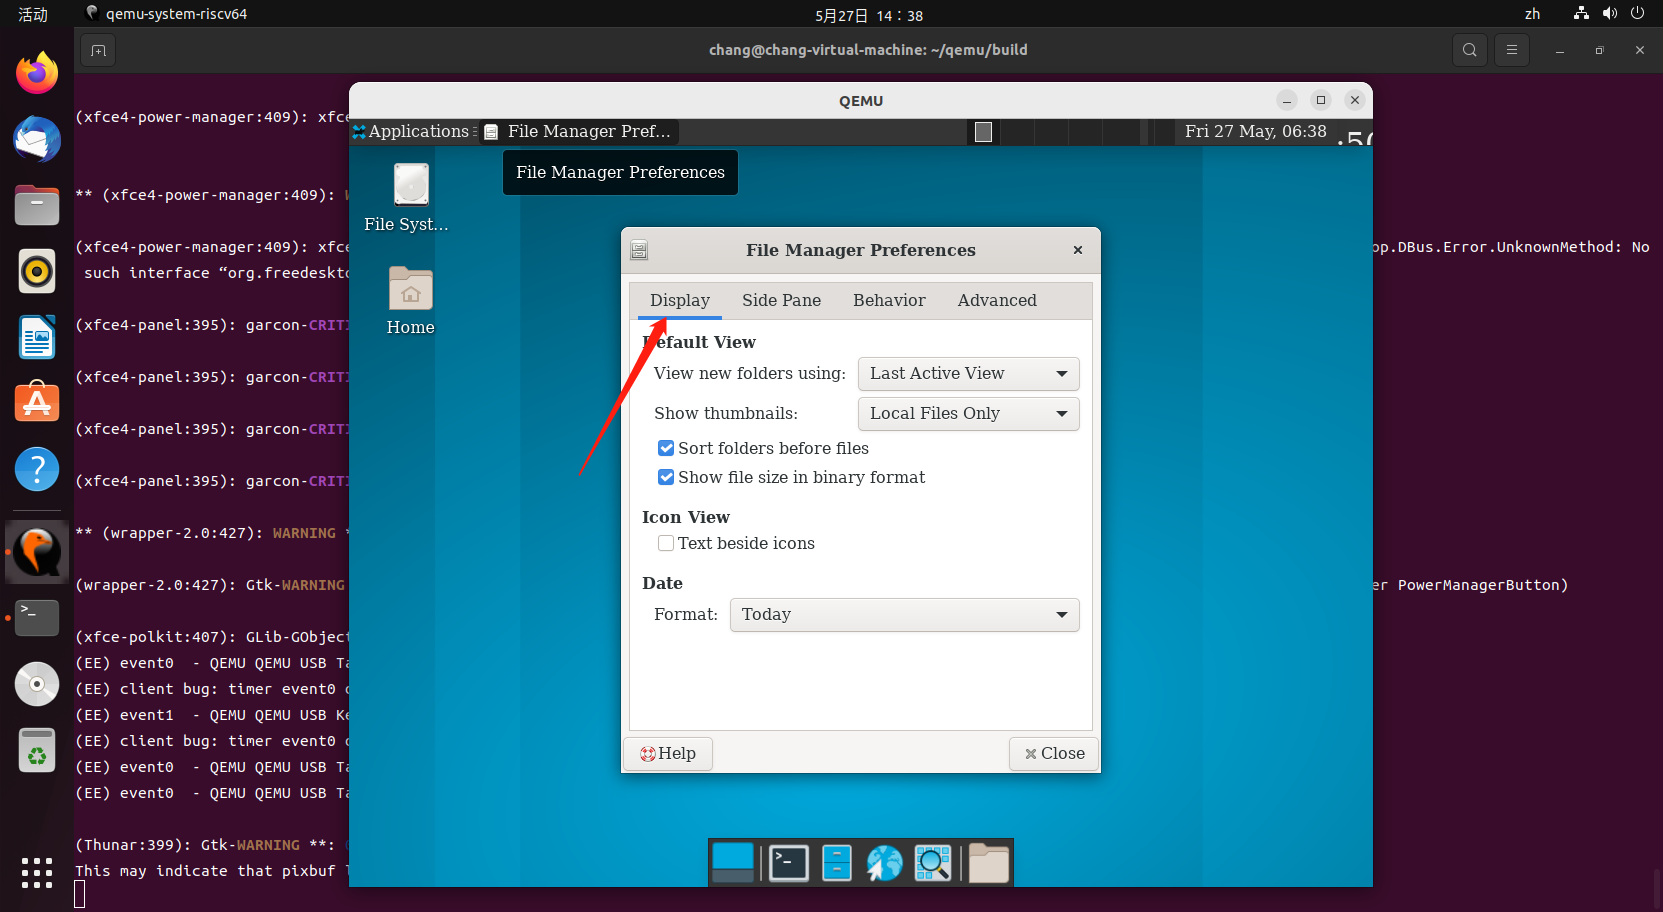 活动
qemu-system-riscv64
5月27日 14：38
zh
chang@chang-virtual-machine: ~/qemu/build
(xfce4-power-manager:409): xfce
** (xfce4-power-manager:409):
(xfce4-power-manager:409): xfce
op.DBus.Error.UnknownMethod: No
such interface “org.freedeskto
(xfce4-panel:395): garcon-CRITI
(xfce4-panel:395): garcon-CRITI
(xfce4-panel:395): garcon-CRITI
(xfce4-panel:395): garcon-CRITI
** (wrapper-2.0:427): WARNING *
(wrapper-2.0:427): Gtk-WARNING
er PowerManagerButton)
(xfce-polkit:407): GLib-GObject
(EE) event0  - QEMU QEMU USB Ta
(EE) client bug: timer event0
(EE) event1  - QEMU QEMU USB Ke
(EE) client bug: timer event0
(EE) event0  - QEMU QEMU USB Ta
(EE) event0  - QEMU QEMU USB Ta
(Thunar:399): Gtk-WARNING **:
This may indicate that pixbuf
QEMU
Applications
File Manager Pref...
Fri 27 May, 06:38
File Manager Preferences
File Syst...
Home
File Manager Preferences
Display
Side Pane
Behavior
Advanced
Default View
View new folders using:
Last Active View
Show thumbnails:
Local Files Only
Sort folders before files
Show file size in binary format
Icon View
Text beside icons
Date
Format:
Today
Help
Close